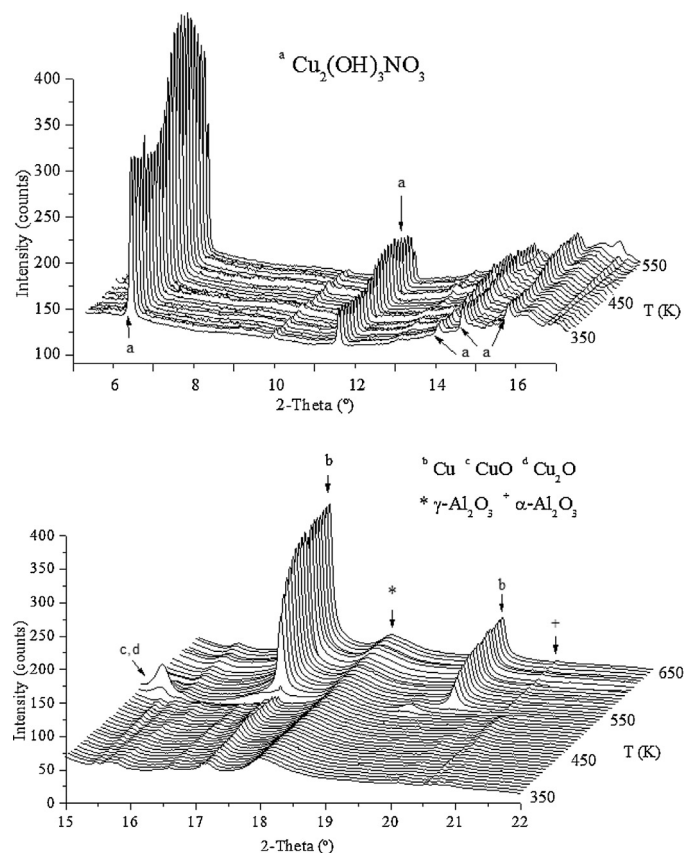 ᵃ Cu₂(OH)₃NO₃
400
350
300
250
200
150
100
Intensity (counts)
a
a
a
a
550
450
350
T (K)
6
8
10
12
14
16
2-Theta (º)
ᵇ Cu ᶜ CuO ᵈ Cu₂O
* γ-Al₂O₃ ⁺ α-Al₂O₃
b
*
b
+
c,d
400
350
300
250
200
150
100
50
0
Intensity (counts)
650
550
450
350
T (K)
15
16
17
18
19
20
21
22
2-Theta (º)